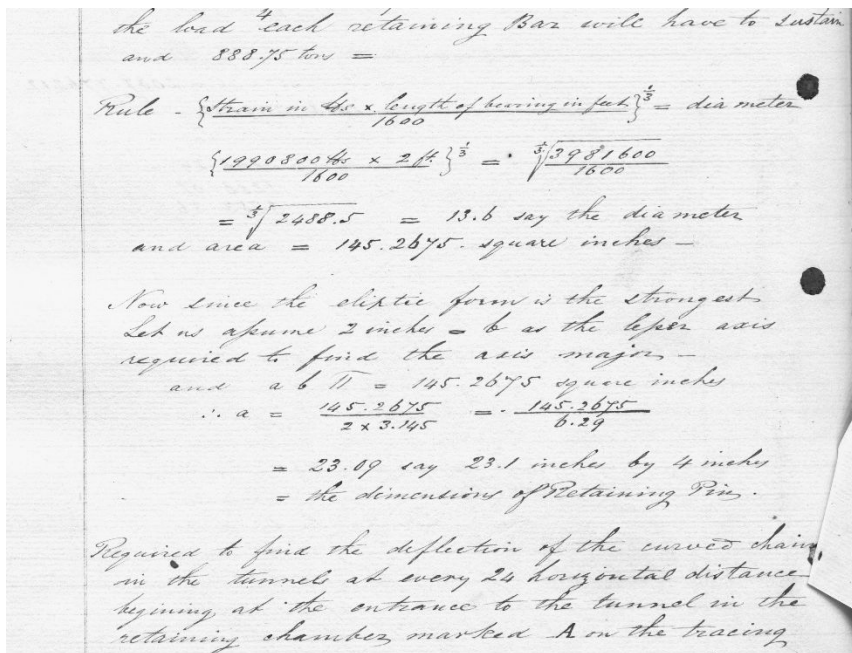 the load each retaining Bar will have to sustain
and 888.75 tons =
Rule - {Strain in lbs x length of bearing in feet}^1/3 = diameter
1600
{1990800 lbs x 2 ft.}^1/3 = ∛3981600
1600 1600
= ∛2488.5 = 13.6 say the diameter
and area = 145.2675. square inches -
Now since the eliptic form is the strongest
Let us assume 2 inches = b as the lesser axis
required to find the axis major -
and a b π = 145.2675 square inches
∴ a = 145.2675 = 145.2675
2 x 3.145 6.29
= 23.09 say 23.1 inches by 4 inches
= the dimensions of Retaining Pin.
Required to find the deflection of the curved chain
in the tunnels at every 24 horizontal distance
begining at the entrance to the tunnel in the
retaining chamber marked A on the tracing